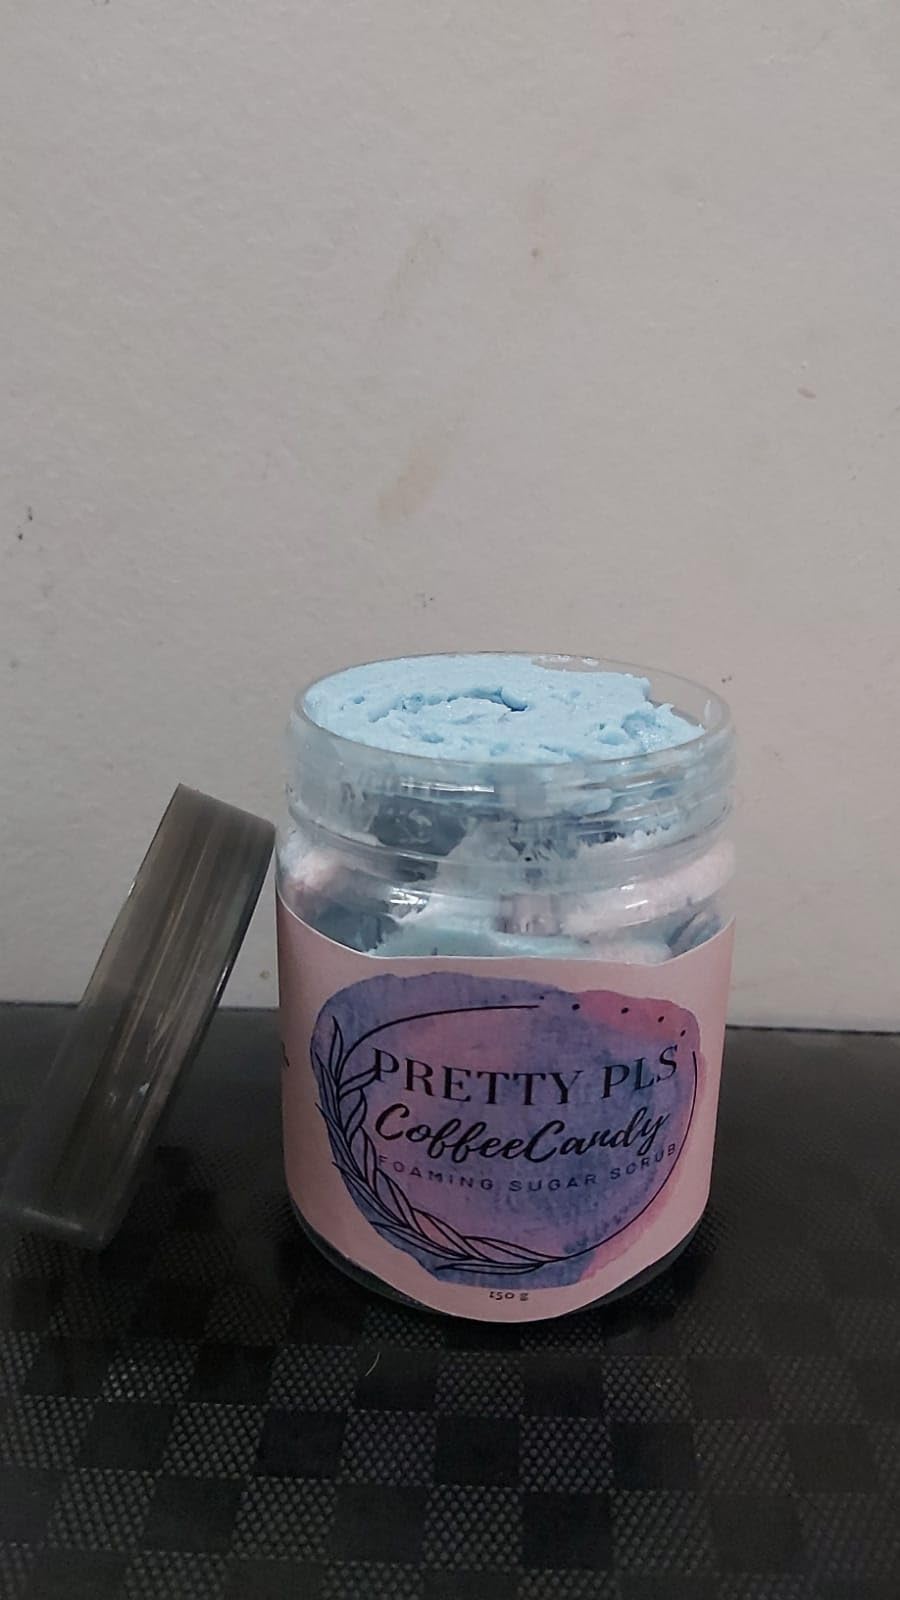 PRETTY PLS
CoffeeCandy
FOAMING SUGAR SCRUB
150 g